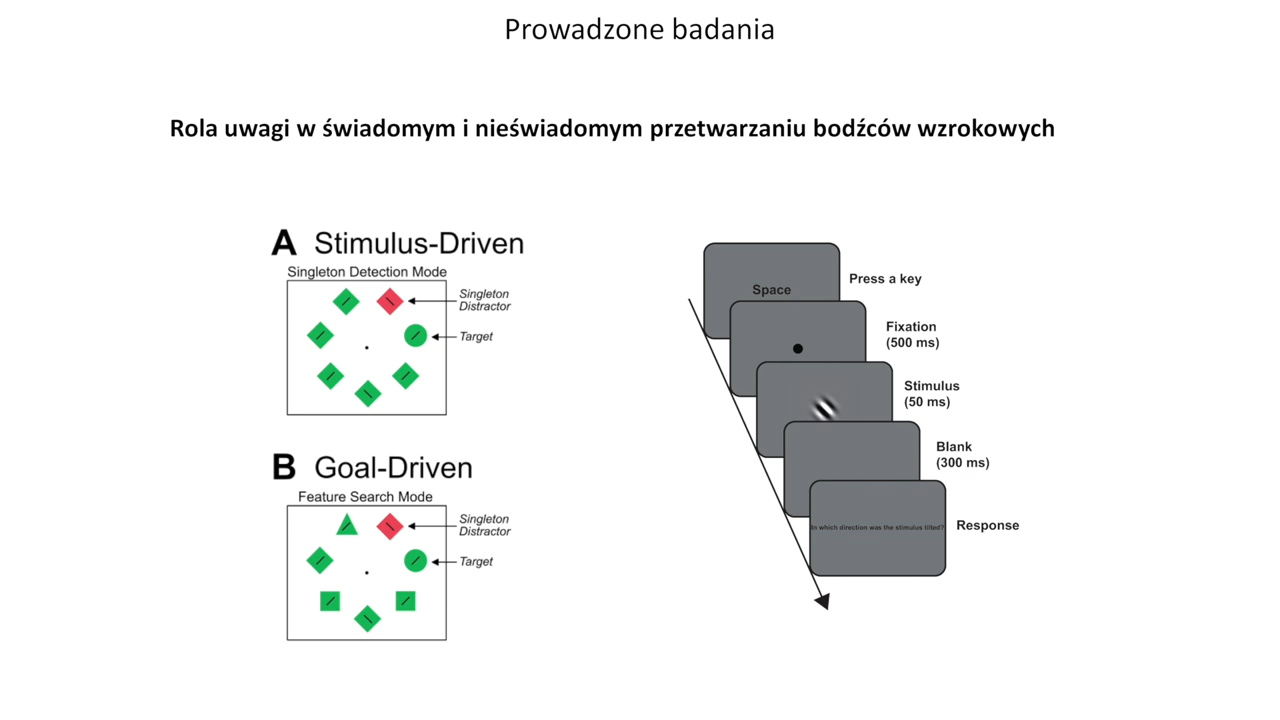 Prowadzone badania
Rola uwagi w świadomym i nieświadomym przetwarzaniu bodźców wzrokowych
A Stimulus-Driven
Singleton Detection Mode
Singleton
Distractor
Target
B Goal-Driven
Feature Search Mode
Singleton
Distractor
Target
Space
Press a key
Fixation
(500 ms)
Stimulus
(50 ms)
Blank
(300 ms)
In which direction was the stimulus tilted?
Response